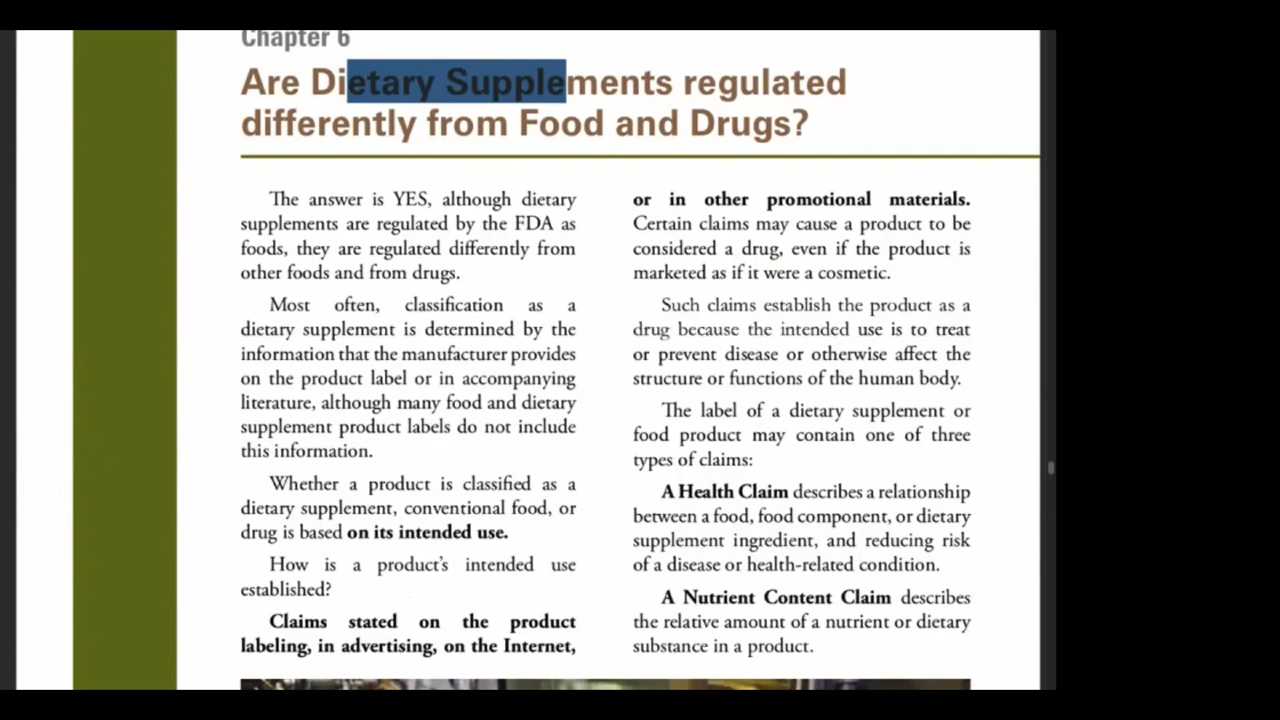 Chapter 6
Are Dietary Supplements regulated
differently from Food and Drugs?
The answer is YES, although dietary
supplements are regulated by the FDA as
foods, they are regulated differently from
other foods and from drugs.
Most often, classification as a
dietary supplement is determined by the
information that the manufacturer provides
on the product label or in accompanying
literature, although many food and dietary
supplement product labels do not include
this information.
Whether a product is classified as a
dietary supplement, conventional food, or
drug is based on its intended use.
How is a product's intended use
established?
Claims stated on the product
labeling, in advertising, on the Internet,
or in other promotional materials.
Certain claims may cause a product to be
considered a drug, even if the product is
marketed as if it were a cosmetic.
Such claims establish the product as a
drug because the intended use is to treat
or prevent disease or otherwise affect the
structure or functions of the human body.
The label of a dietary supplement or
food product may contain one of three
types of claims:
A Health Claim describes a relationship
between a food, food component, or dietary
supplement ingredient, and reducing risk
of a disease or health-related condition.
A Nutrient Content Claim describes
the relative amount of a nutrient or dietary
substance in a product.